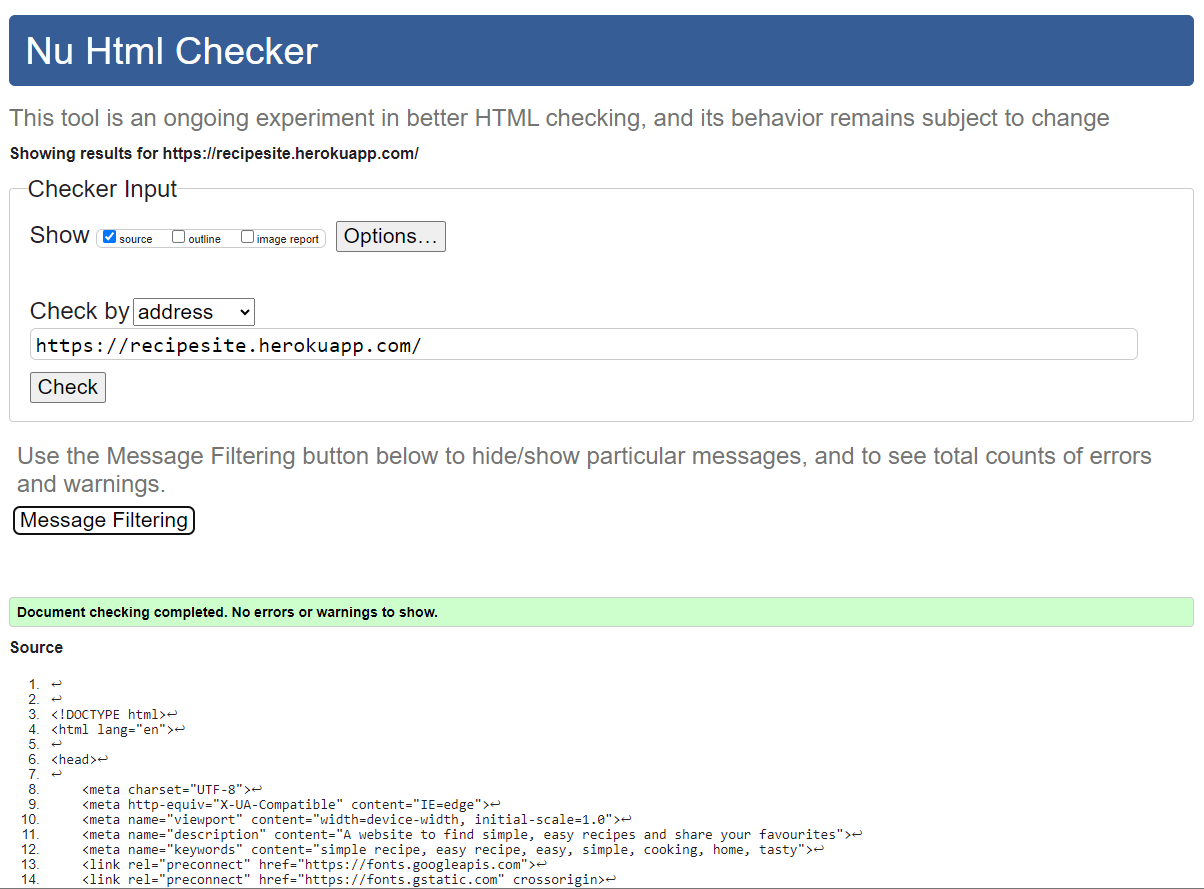 Nu Html Checker
This tool is an ongoing experiment in better HTML checking, and its behavior remains subject to change
Showing results for https://recipesite.herokuapp.com/
Checker Input
Show source outline image report Options...
Check by address
https://recipesite.herokuapp.com/
Check
Use the Message Filtering button below to hide/show particular messages, and to see total counts of errors
and warnings.
Message Filtering
Document checking completed. No errors or warnings to show.
Source
1. ↩
2. ↩
3. <!DOCTYPE html>↩
4. <html lang="en">↩
5. ↩
6. <head>↩
7. ↩
8. <meta charset="UTF-8">↩
9. <meta http-equiv="X-UA-Compatible" content="IE=edge">↩
10. <meta name="viewport" content="width=device-width, initial-scale=1.0">↩
11. <meta name="description" content="A website to find simple, easy recipes and share your favourites">↩
12. <meta name="keywords" content="simple recipe, easy recipe, easy, simple, cooking, home, tasty">↩
13. <link rel="preconnect" href="https://fonts.googleapis.com">↩
14. <link rel="preconnect" href="https://fonts.gstatic.com" crossorigin>↩